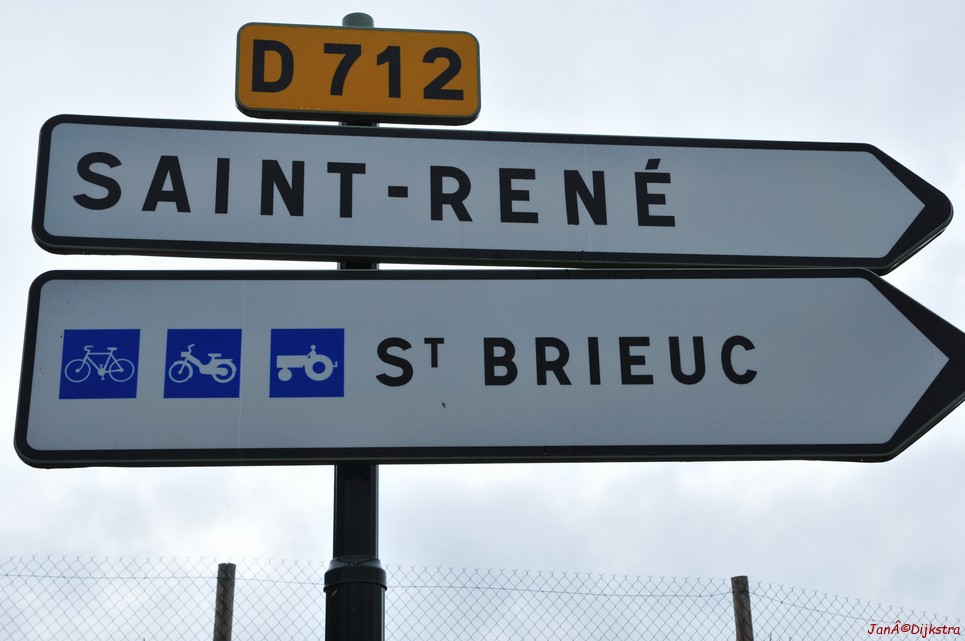 D 712
SAINT-RENÉ
ST BRIEUC
JanÂ©Dijkstra